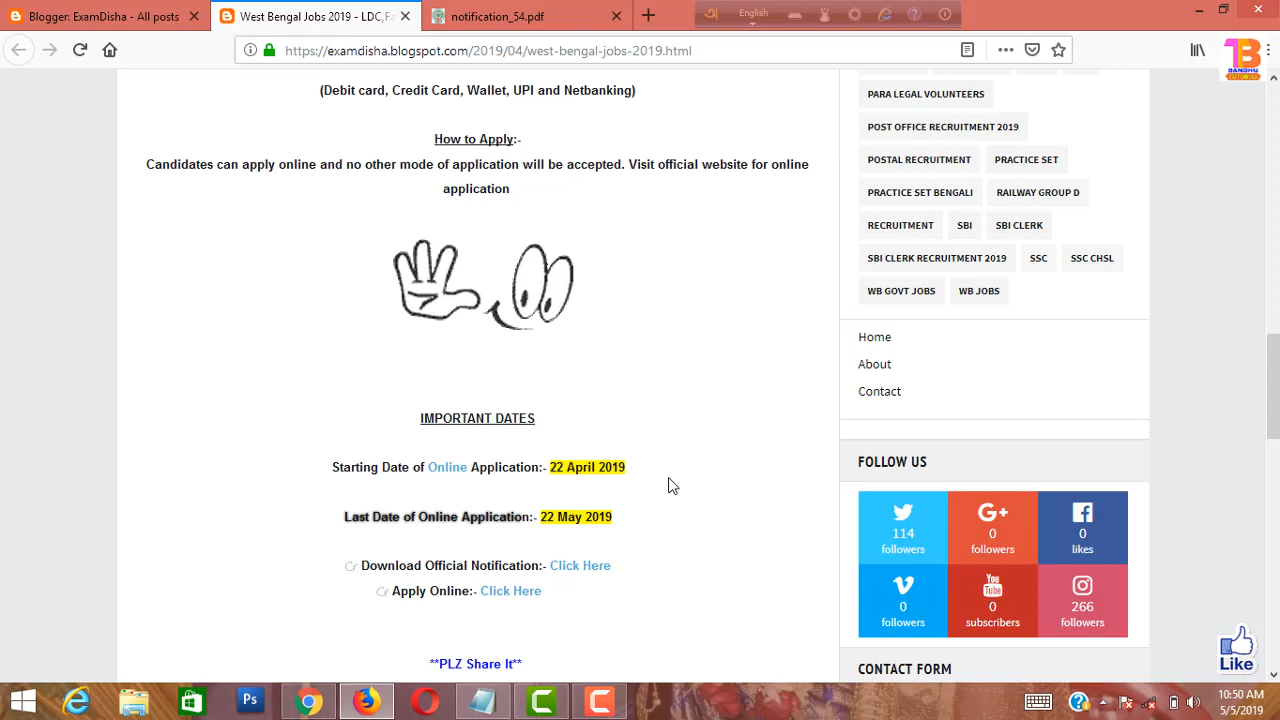 Blogger: ExamDisha - All posts
West Bengal Jobs 2019 - LDC,Fa
notification_54.pdf
English
https://examdisha.blogspot.com/2019/04/west-bengal-jobs-2019.html
(Debit card, Credit Card, Wallet, UPI and Netbanking)
How to Apply:-
Candidates can apply online and no other mode of application will be accepted. Visit official website for online
application
IMPORTANT DATES
Starting Date of Online Application:- 22 April 2019
Last Date of Online Application:- 22 May 2019
Download Official Notification:- Click Here
Apply Online:- Click Here
**PLZ Share It**
PARA LEGAL VOLUNTEERS
POST OFFICE RECRUITMENT 2019
POSTAL RECRUITMENT
PRACTICE SET
PRACTICE SET BENGALI
RAILWAY GROUP D
RECRUITMENT
SBI
SBI CLERK
SBI CLERK RECRUITMENT 2019
SSC
SSC CHSL
WB GOVT JOBS
WB JOBS
Home
About
Contact
FOLLOW US
114
followers
G+
0
followers
0
likes
0
followers
You
Tube
0
subscribers
266
followers
CONTACT FORM
Like
Ps
10:50 AM
5/5/2019